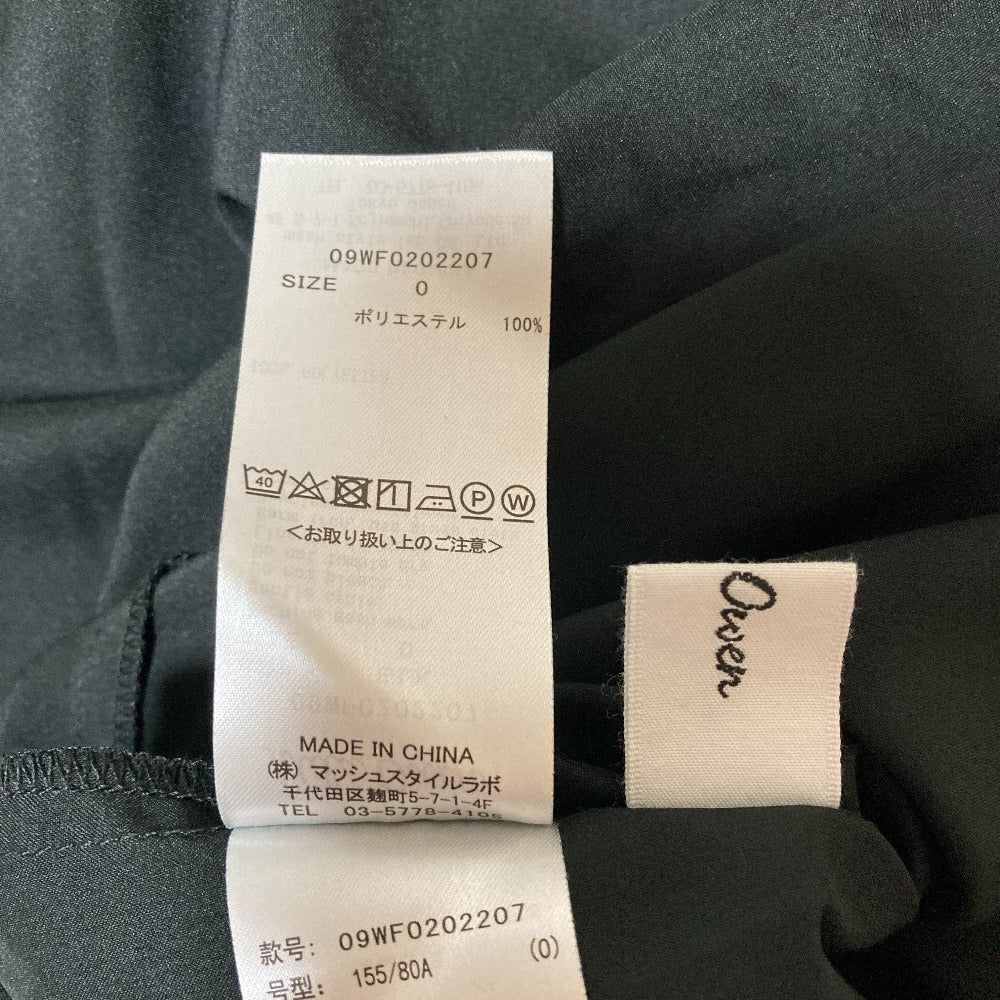 09WF0202207
SIZE 0
ポリエステル 100%
40
P W
<お取り扱い上のご注意>
MADE IN CHINA
(株) マッシュスタイルラボ
千代田区麹町5-7-1-4F
TEL 03-5778-4105
Owen
款号: 09WF0202207 (0)
号型: 155/80A